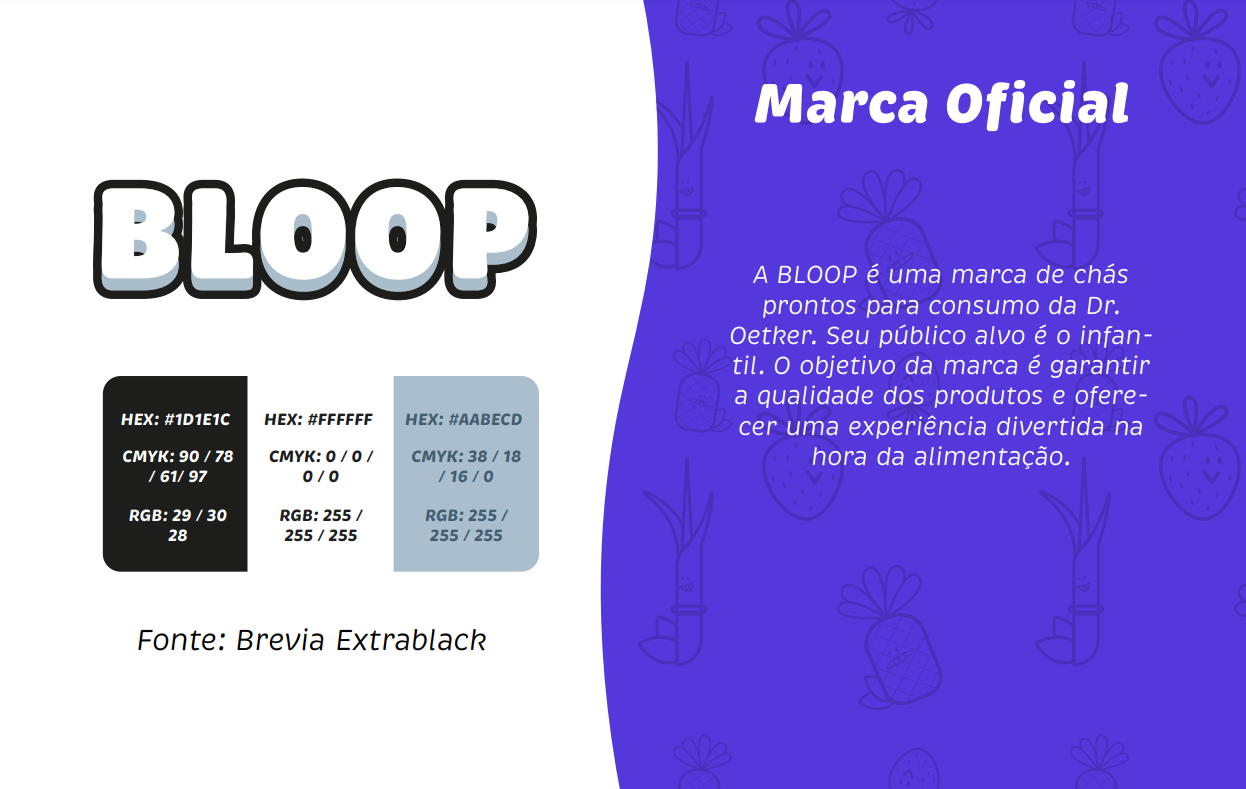 BLOOP
HEX: #1D1E1C
CMYK: 90 / 78
/ 61/ 97
RGB: 29 / 30
28
HEX: #FFFFFF
CMYK: 0 / 0 /
0 / 0
RGB: 255 /
255 / 255
HEX: #AABECD
CMYK: 38 / 18
/ 16 / 0
RGB: 255 /
255 / 255
Fonte: Brevia Extrablack
Marca Oficial
A BLOOP é uma marca de chás
prontos para consumo da Dr.
Oetker. Seu público alvo é o infan-
til. O objetivo da marca é garantir
a qualidade dos produtos e ofere-
cer uma experiência divertida na
hora da alimentação.